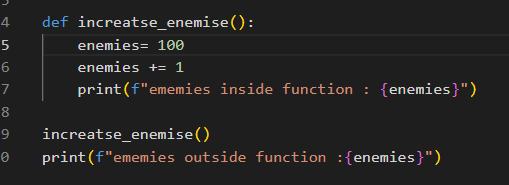 4 def increatse_enemise():
5     enemies= 100
6     enemies += 1
7     print(f"ememies inside function : {enemies}")
8
9 increatse_enemise()
0 print(f"ememies outside function :{enemies}")